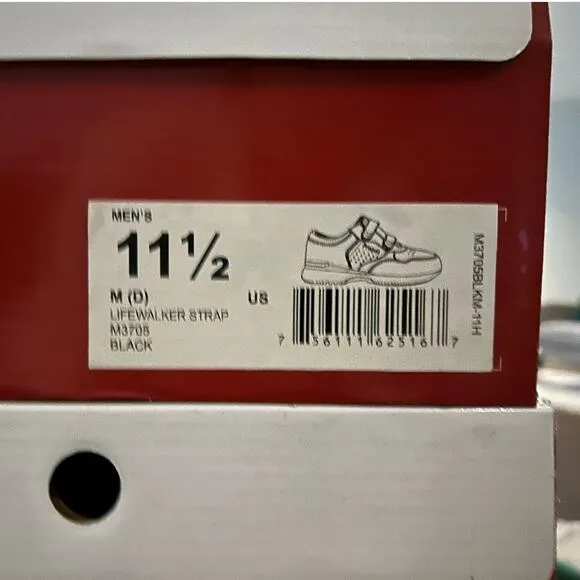 MEN'S
11½
M (D) US
LIFEWALKER STRAP
M3705
BLACK
7 56111 62516 7
M3705BLKM-11H